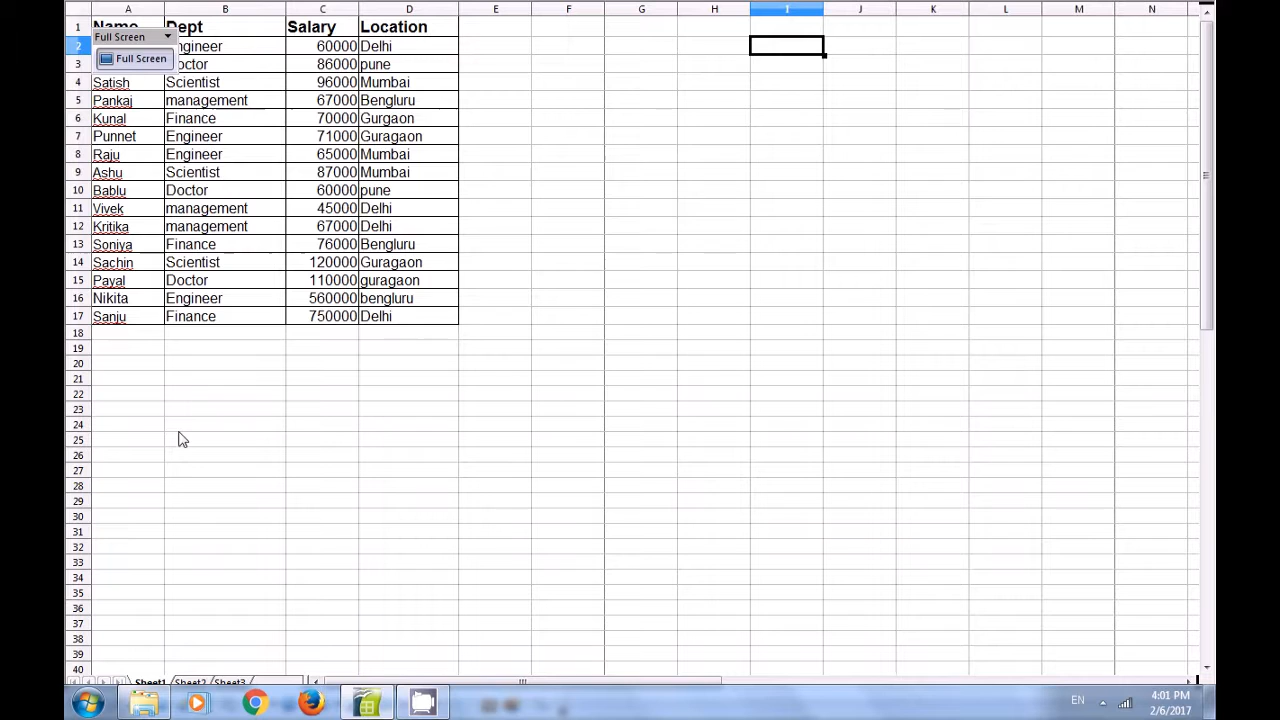 A B C D E F G H I J K L M N
1 Name Dept Salary Location
Full Screen
2 Engineer 60000 Delhi
Full Screen
3 Doctor 86000 pune
4 Satish Scientist 96000 Mumbai
5 Pankaj management 67000 Bengluru
6 Kunal Finance 70000 Gurgaon
7 Punnet Engineer 71000 Guragaon
8 Raju Engineer 65000 Mumbai
9 Ashu Scientist 87000 Mumbai
10 Bablu Doctor 60000 pune
11 Vivek management 45000 Delhi
12 Kritika management 67000 Delhi
13 Soniya Finance 76000 Bengluru
14 Sachin Scientist 120000 Guragaon
15 Payal Doctor 110000 guragaon
16 Nikita Engineer 560000 bengluru
17 Sanju Finance 750000 Delhi
18
19
20
21
22
23
24
25
26
27
28
29
30
31
32
33
34
35
36
37
38
39
40
Sheet1 Sheet2 Sheet3
EN 4:01 PM
2/6/2017